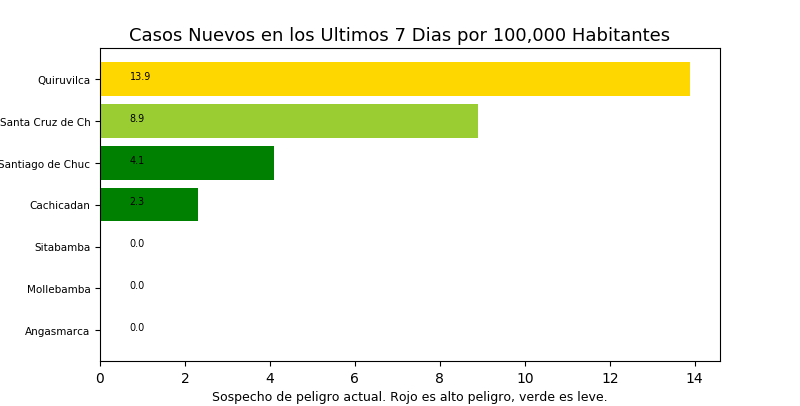 Casos Nuevos en los Ultimos 7 Dias por 100,000 Habitantes
Quiruvilca 13.9
Santa Cruz de Ch 8.9
Santiago de Chuc 4.1
Cachicadan 2.3
Sitabamba 0.0
Mollebamba 0.0
Angasmarca 0.0
0 2 4 6 8 10 12 14
Sospecho de peligro actual. Rojo es alto peligro, verde es leve.